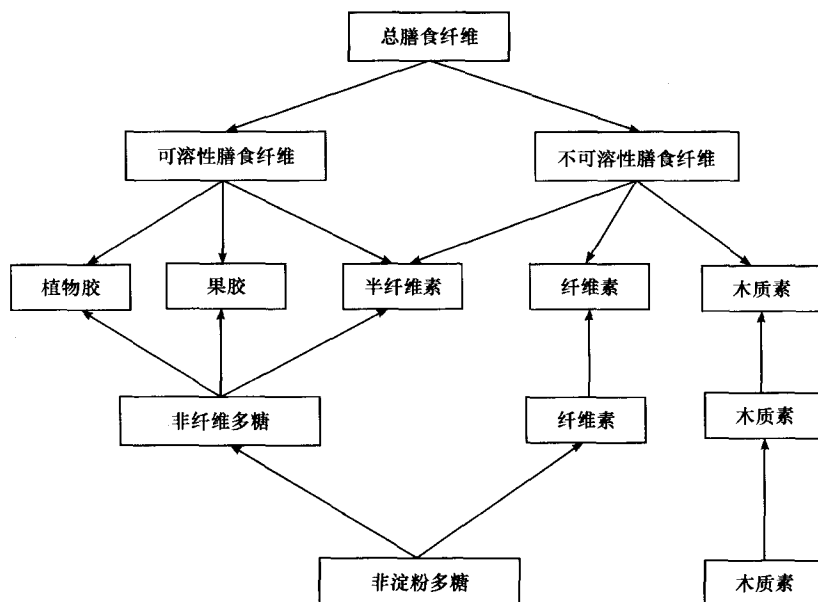 总膳食纤维
可溶性膳食纤维
不可溶性膳食纤维
植物胶
果胶
半纤维素
纤维素
木质素
非纤维多糖
纤维素
木质素
非淀粉多糖
木质素